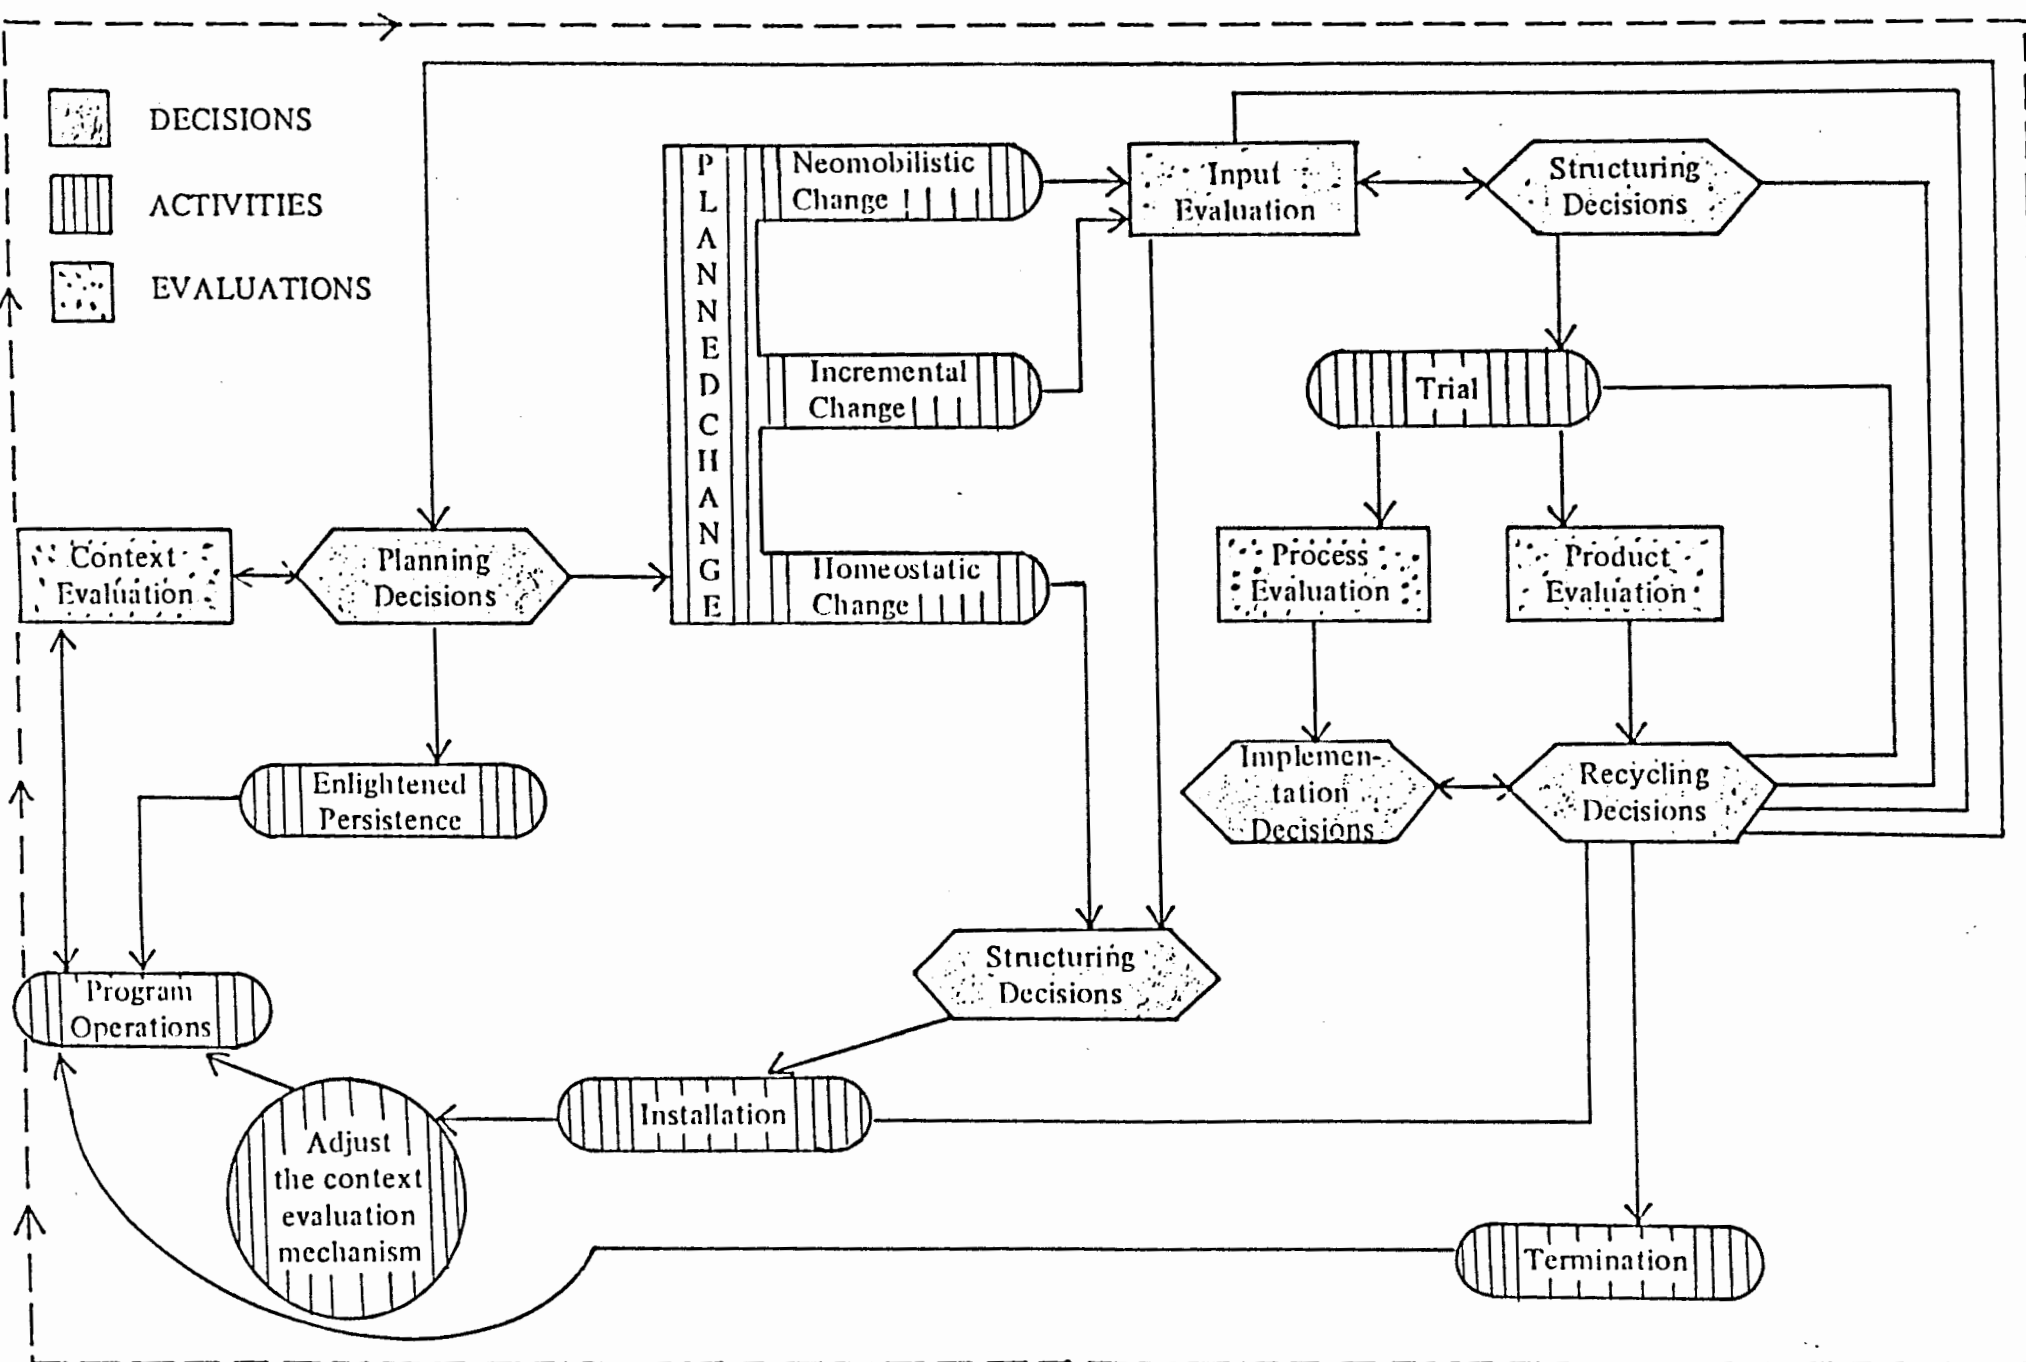 DECISIONS
ACTIVITIES
EVALUATIONS
PLANNED CHANGE
Neomobilistic
Change
Incremental
Change
Homeostatic
Change
Input
Evaluation
Structuring
Decisions
Trial
Context
Evaluation
Planning
Decisions
Process
Evaluation
Product
Evaluation
Enlightened
Persistence
Implemen-
tation
Decisions
Recycling
Decisions
Program
Operations
Structuring
Decisions
Installation
Adjust
the context
evaluation
mechanism
Termination